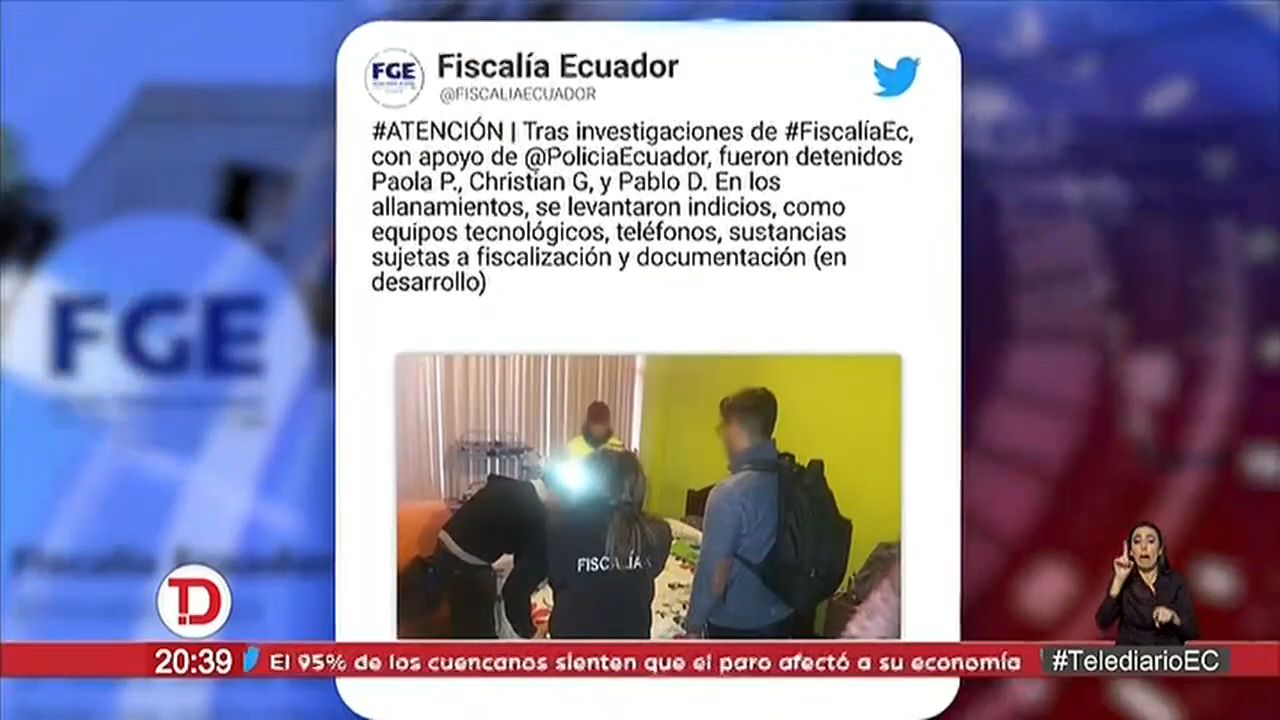 FGE
Fiscalía Ecuador
@FISCALIAECUADOR
#ATENCIÓN | Tras investigaciones de #FiscalíaEc,
con apoyo de @PoliciaEcuador, fueron detenidos
Paola P., Christian G, y Pablo D. En los
allanamientos, se levantaron indicios, como
equipos tecnológicos, teléfonos, sustancias
sujetas a fiscalización y documentación (en
desarrollo)
FGE
FISCALÍA
TD
20:39
El 95% de los cuencanos sienten que el paro afectó a su economía
#TelediarioEC